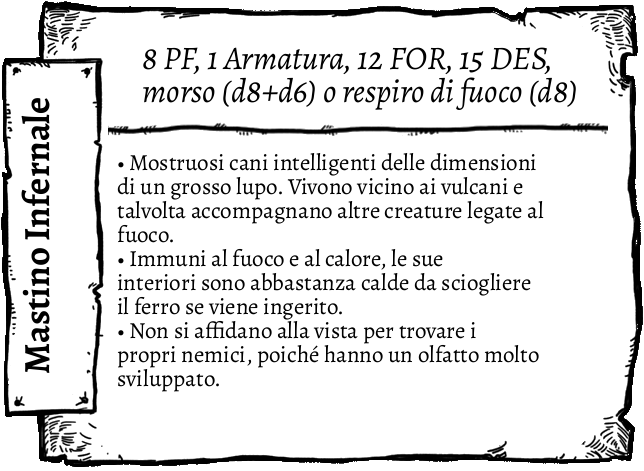 Mastino Infernale
8 PF, 1 Armatura, 12 FOR, 15 DES,
morso (d8+d6) o respiro di fuoco (d8)
• Mostruosi cani intelligenti delle dimensioni
di un grosso lupo. Vivono vicino ai vulcani e
talvolta accompagnano altre creature legate al
fuoco.
• Immuni al fuoco e al calore, le sue
interiori sono abbastanza calde da sciogliere
il ferro se viene ingerito.
• Non si affidano alla vista per trovare i
propri nemici, poiché hanno un olfatto molto
sviluppato.